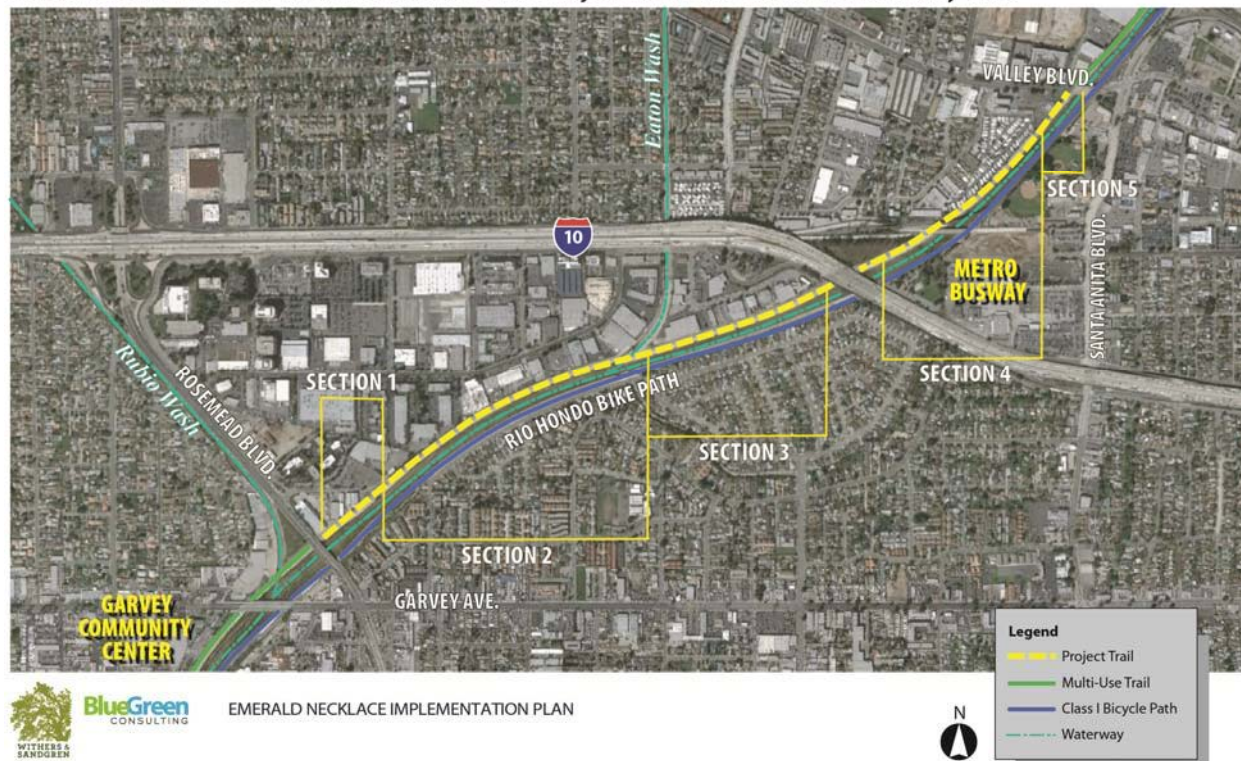 VALLEY BLVD.
Eaton Wash
SECTION 5
10
SANTA ANITA BLVD.
METRO
BUSWAY
SECTION 4
SECTION 1
ROSEMEAD BLVD.
Rubio Wash
RIO HONDO BIKE PATH
SECTION 3
SECTION 2
GARVEY AVE.
GARVEY
COMMUNITY
CENTER
Legend
Project Trail
Multi-Use Trail
Class I Bicycle Path
Waterway
N
WITHERS &
SANDGREN
BlueGreen
CONSULTING
EMERALD NECKLACE IMPLEMENTATION PLAN